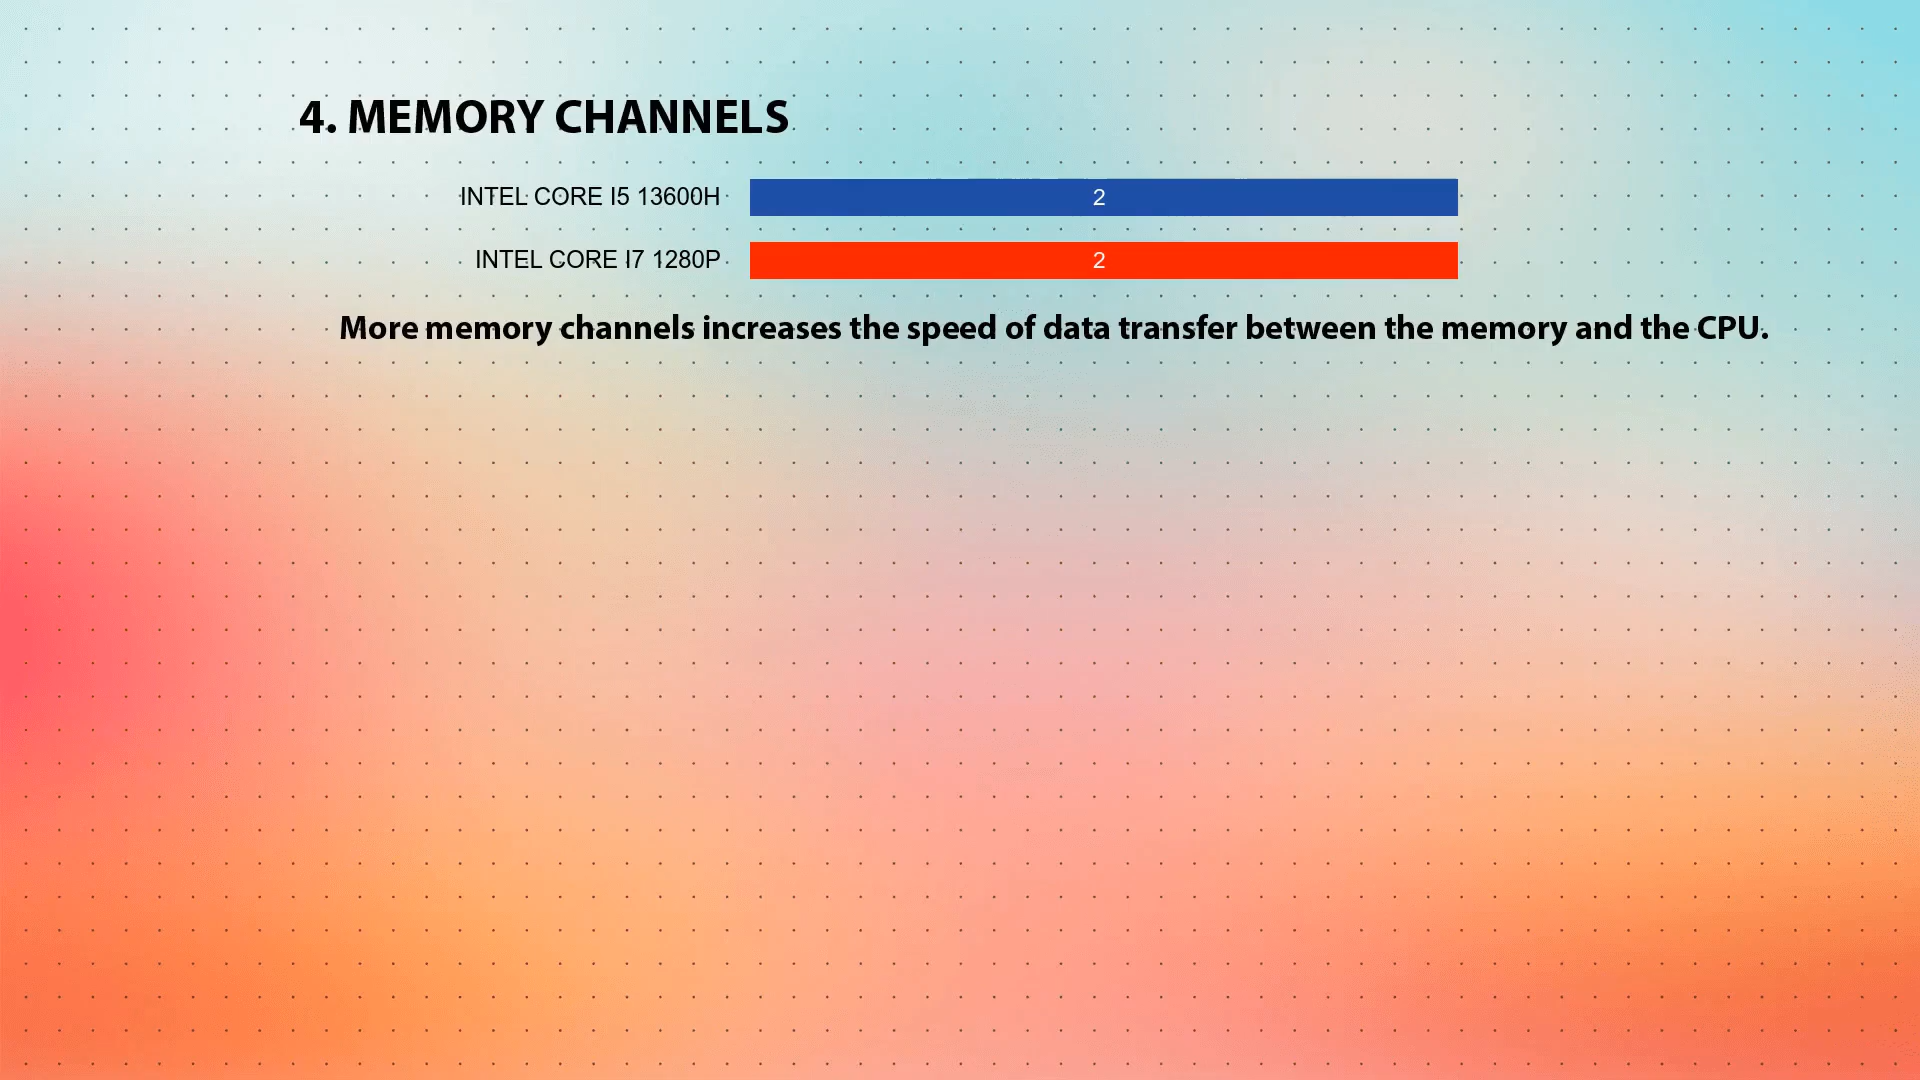 4. MEMORY CHANNELS
INTEL CORE I5 13600H 2
INTEL CORE I7 1280P 2
More memory channels increases the speed of data transfer between the memory and the CPU.